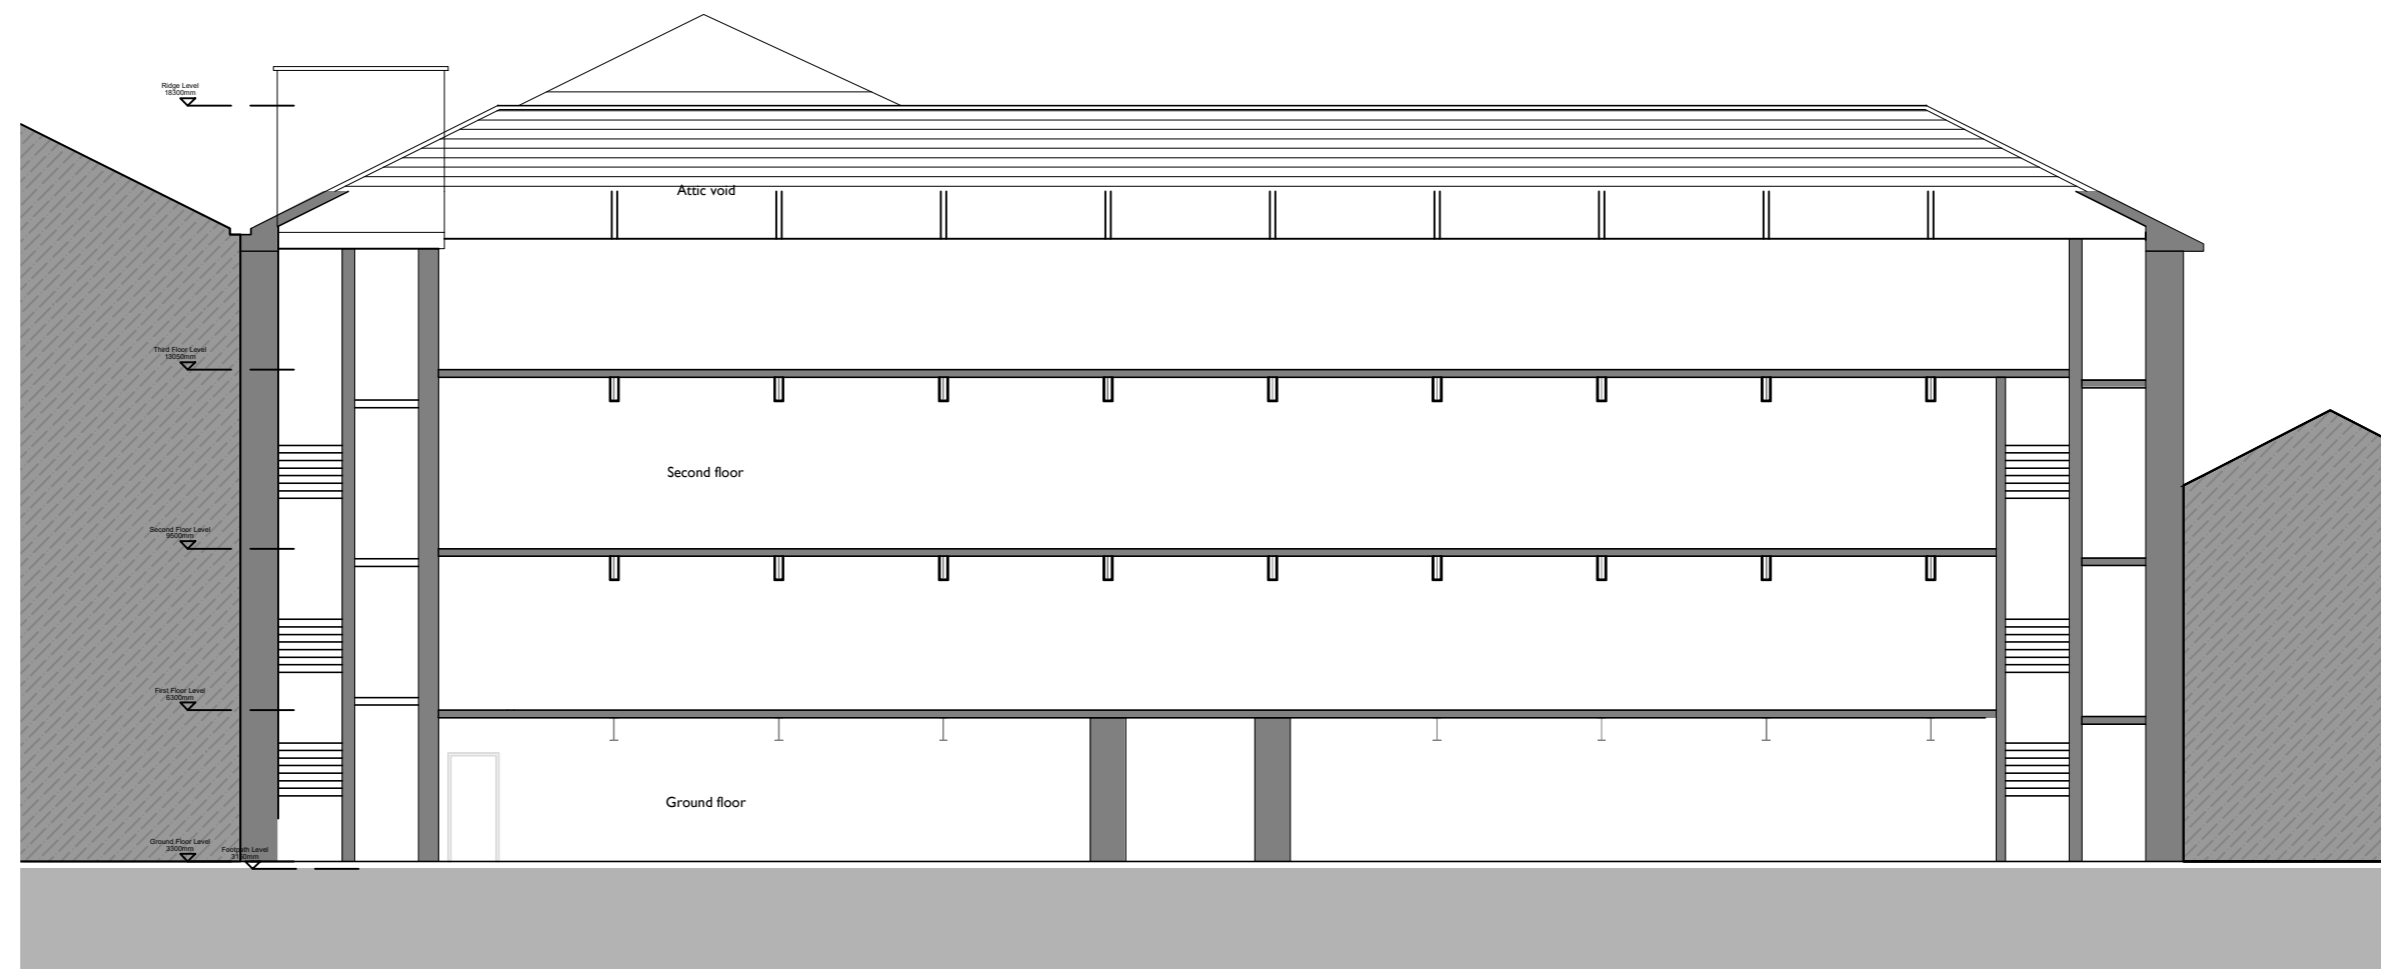 Ridge Level
18300mm
Attic void
Third Floor Level
13050mm
Second floor
Second Floor Level
9500mm
First Floor Level
6300mm
Ground floor
Ground Floor Level
3300mm
Footpath Level